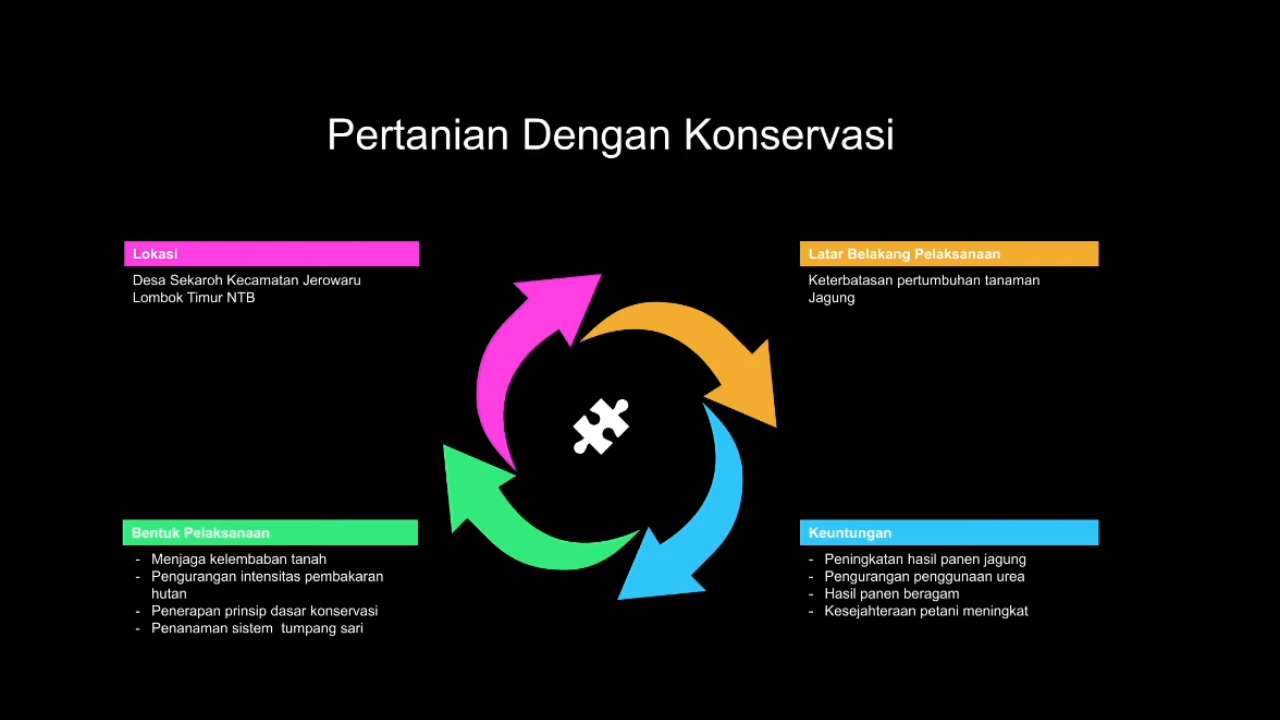 Pertanian Dengan Konservasi
Lokasi
Desa Sekaroh Kecamatan Jerowaru
Lombok Timur NTB
Latar Belakang Pelaksanaan
Keterbatasan pertumbuhan tanaman
Jagung
Bentuk Pelaksanaan
- Menjaga kelembaban tanah
- Pengurangan intensitas pembakaran
hutan
- Penerapan prinsip dasar konservasi
- Penanaman sistem  tumpang sari
Keuntungan
- Peningkatan hasil panen jagung
- Pengurangan penggunaan urea
- Hasil panen beragam
- Kesejahteraan petani meningkat